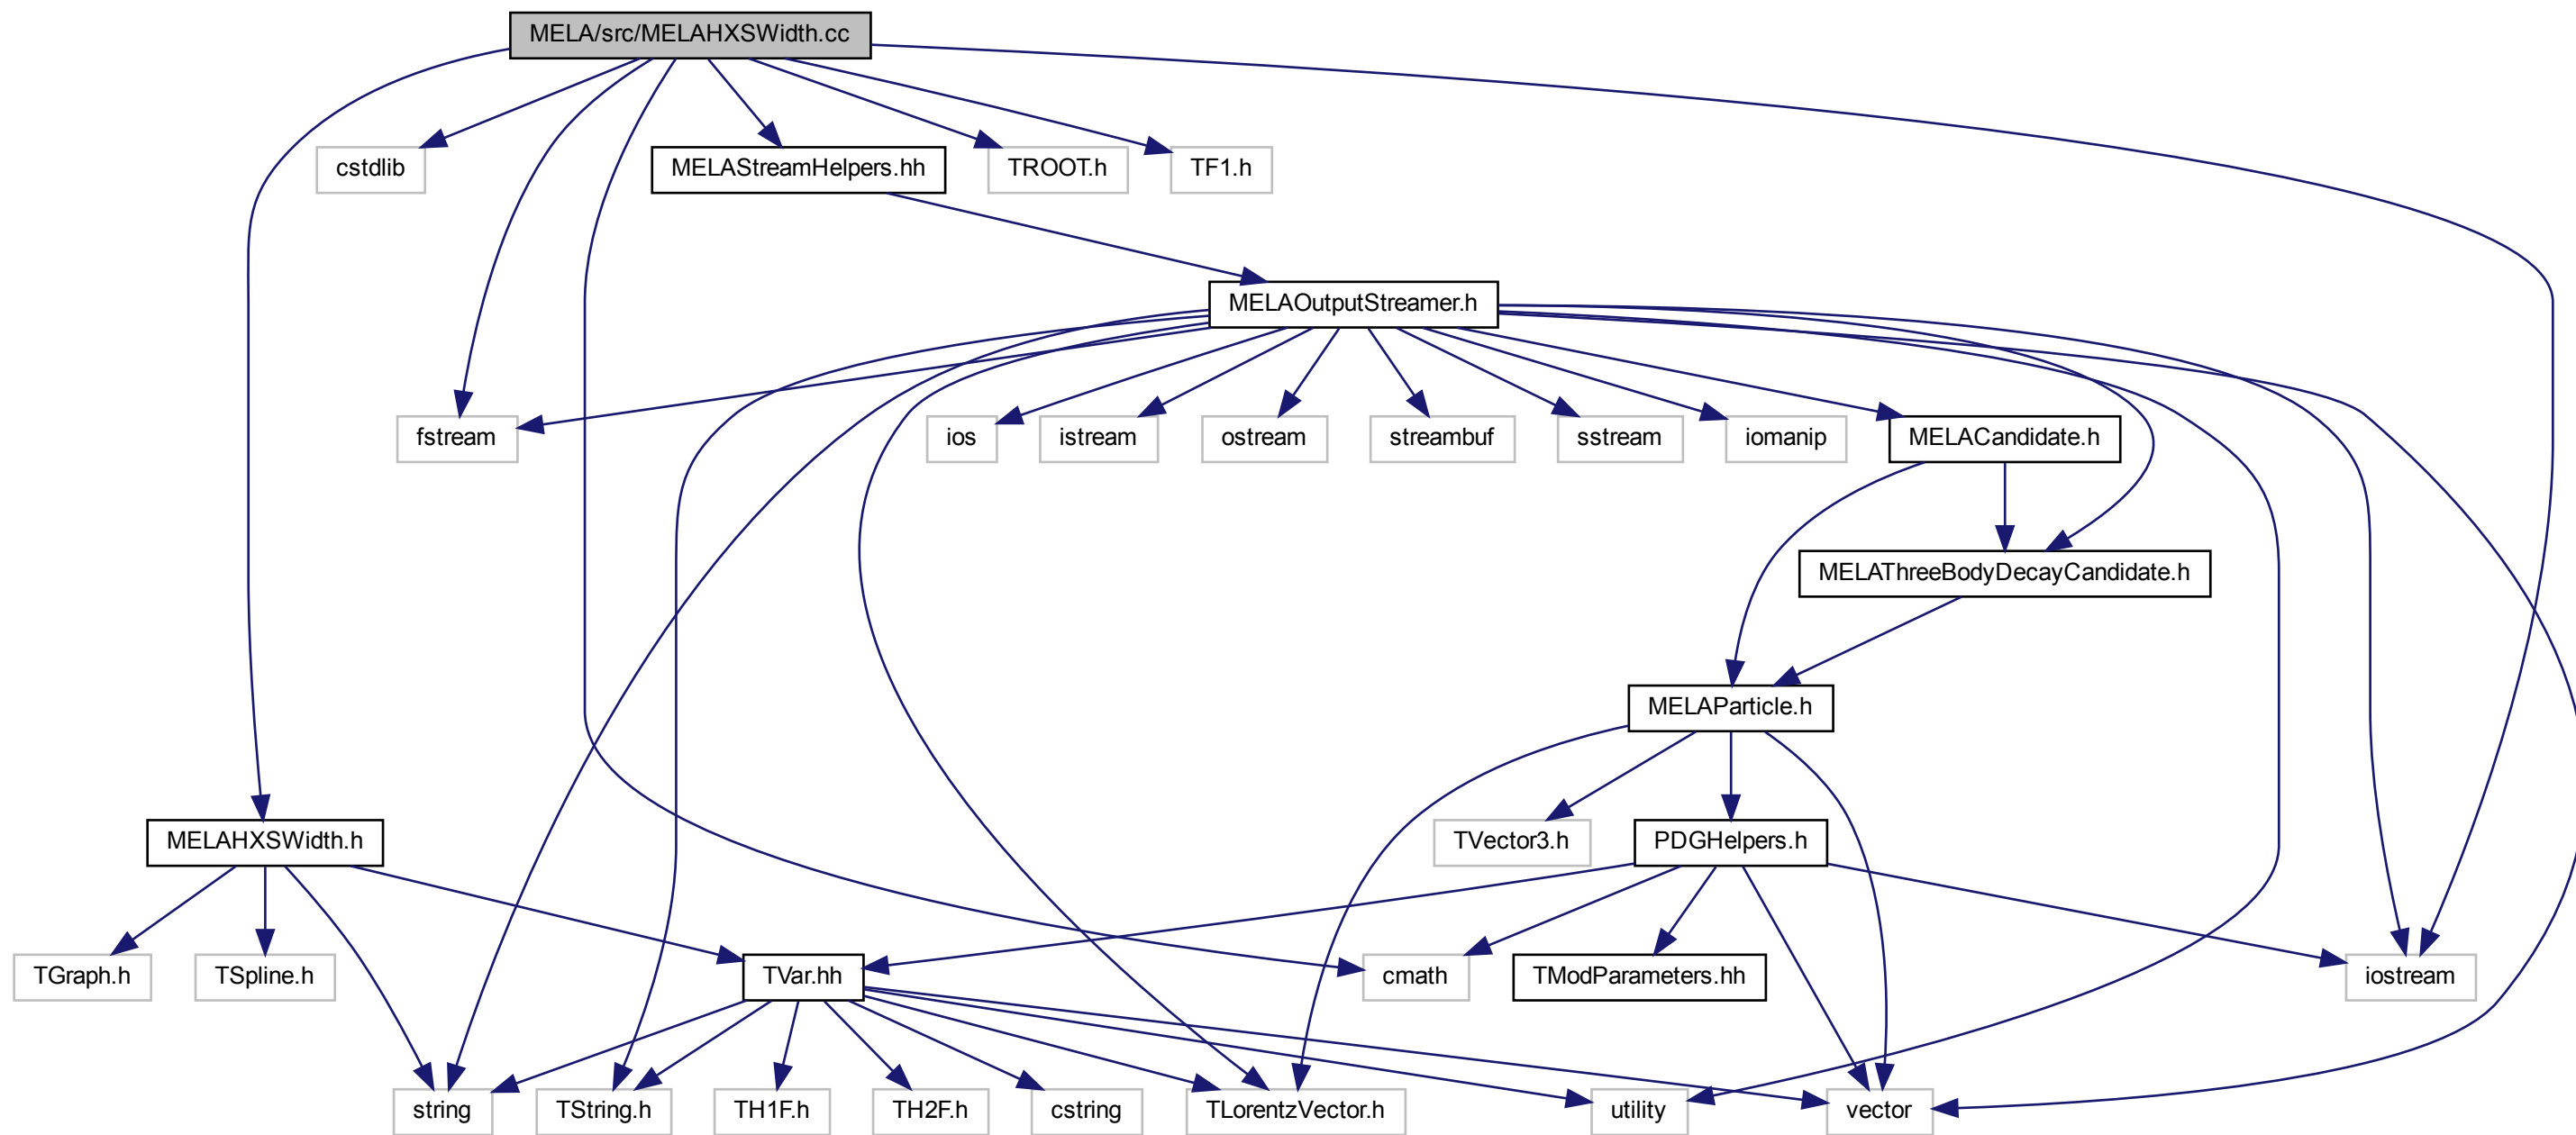 MELA/src/MELAHXSWidth.cc
cstdlib
MELAStreamHelpers.hh
TROOT.h
TF1.h
MELAOutputStreamer.h
fstream
ios
istream
ostream
streambuf
sstream
iomanip
MELACandidate.h
MELAThreeBodyDecayCandidate.h
MELAParticle.h
MELAHXSWidth.h
TVector3.h
PDGHelpers.h
TGraph.h
TSpline.h
TVar.hh
cmath
TModParameters.hh
iostream
string
TString.h
TH1F.h
TH2F.h
cstring
TLorentzVector.h
utility
vector